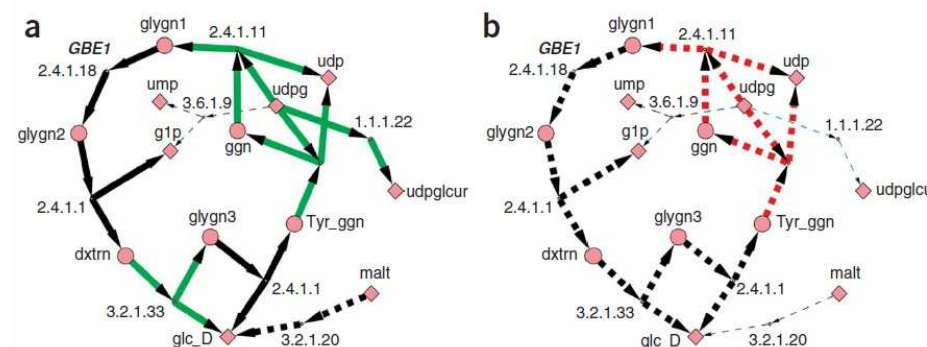 a
glygn1
2.4.1.11
GBE1
2.4.1.18
udp
ump
udpg
3.6.1.9
1.1.1.22
glygn2
g1p
ggn
udpglcur
2.4.1.1
glygn3
Tyr_ggn
dxtrn
malt
2.4.1.1
3.2.1.33
glc_D
3.2.1.20
b
glygn1
2.4.1.11
GBE1
2.4.1.18
udp
ump
udpg
3.6.1.9
1.1.1.22
glygn2
g1p
ggn
udpglcur
2.4.1.1
glygn3
Tyr_ggn
dxtrn
malt
2.4.1.1
3.2.1.33
glc_D
3.2.1.20